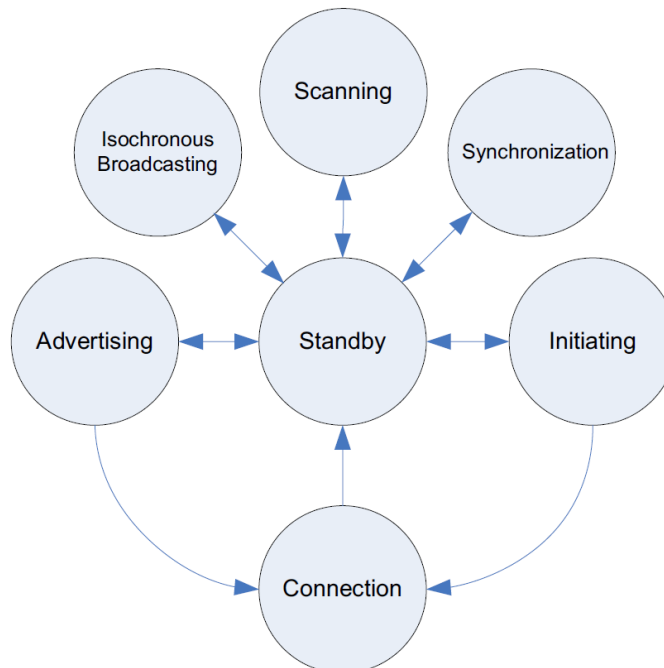 Scanning
Isochronous
Broadcasting
Synchronization
Advertising
Standby
Initiating
Connection